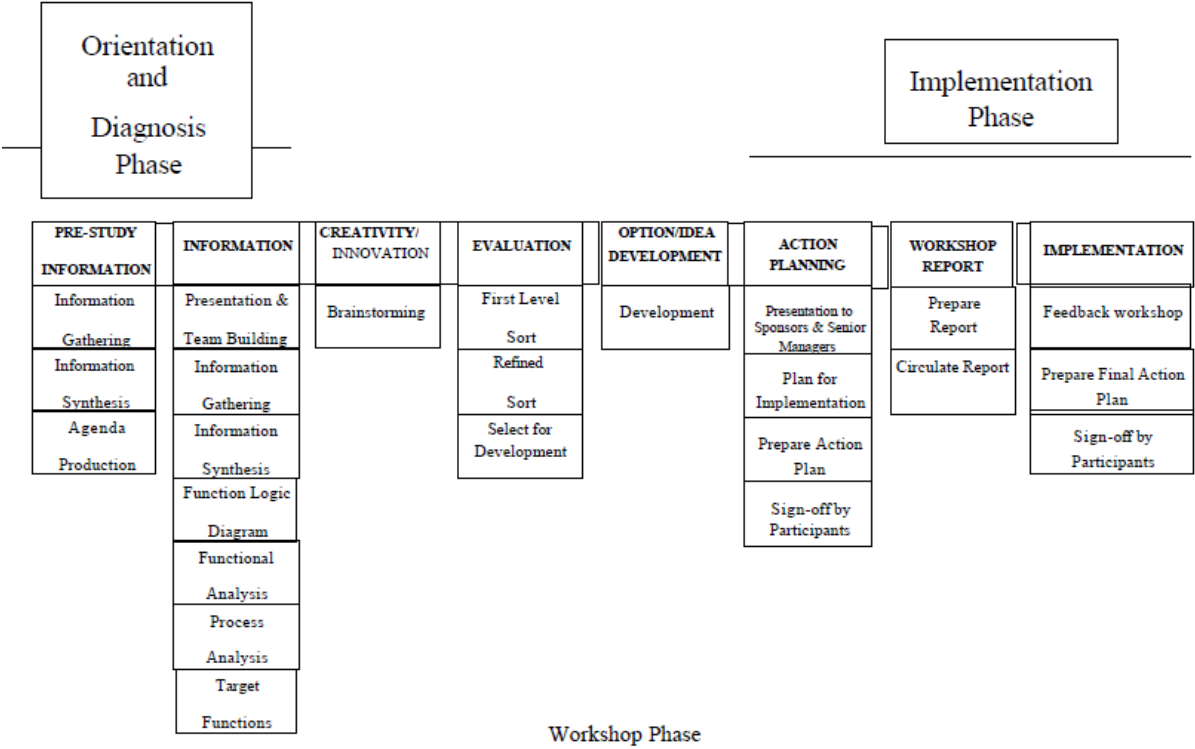 Orientation
and
Diagnosis
Phase
Implementation
Phase
PRE-STUDY
INFORMATION
Information
Gathering
Information
Synthesis
Agenda
Production
INFORMATION
Presentation &
Team Building
Information
Gathering
Information
Synthesis
Function Logic
Diagram
Functional
Analysis
Process
Analysis
Target
Functions
CREATIVITY/
INNOVATION
Brainstorming
EVALUATION
First Level
Sort
Refined
Sort
Select for
Development
OPTION/IDEA
DEVELOPMENT
Development
ACTION
PLANNING
Presentation to
Sponsors & Senior
Managers
Plan for
Implementation
Prepare Action
Plan
Sign-off by
Participants
WORKSHOP
REPORT
Prepare
Report
Circulate Report
IMPLEMENTATION
Feedback workshop
Prepare Final Action
Plan
Sign-off by
Participants
Workshop Phase